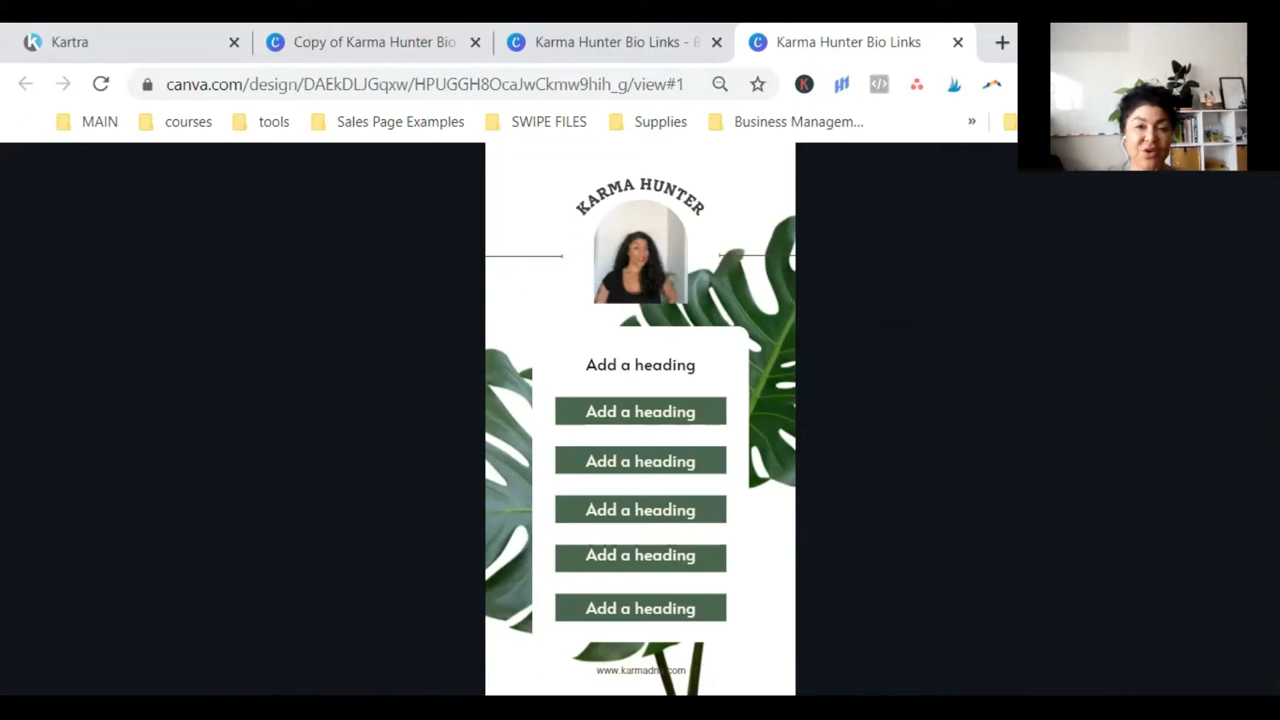 Kartra
Copy of Karma Hunter Bio
Karma Hunter Bio Links - B
Karma Hunter Bio Links
canva.com/design/DAEkDLJGqxw/HPUGGH8OcaJwCkmw9hih_g/view#1
MAIN
courses
tools
Sales Page Examples
SWIPE FILES
Supplies
Business Managem...
»
KARMA HUNTER
Add a heading
Add a heading
Add a heading
Add a heading
Add a heading
Add a heading